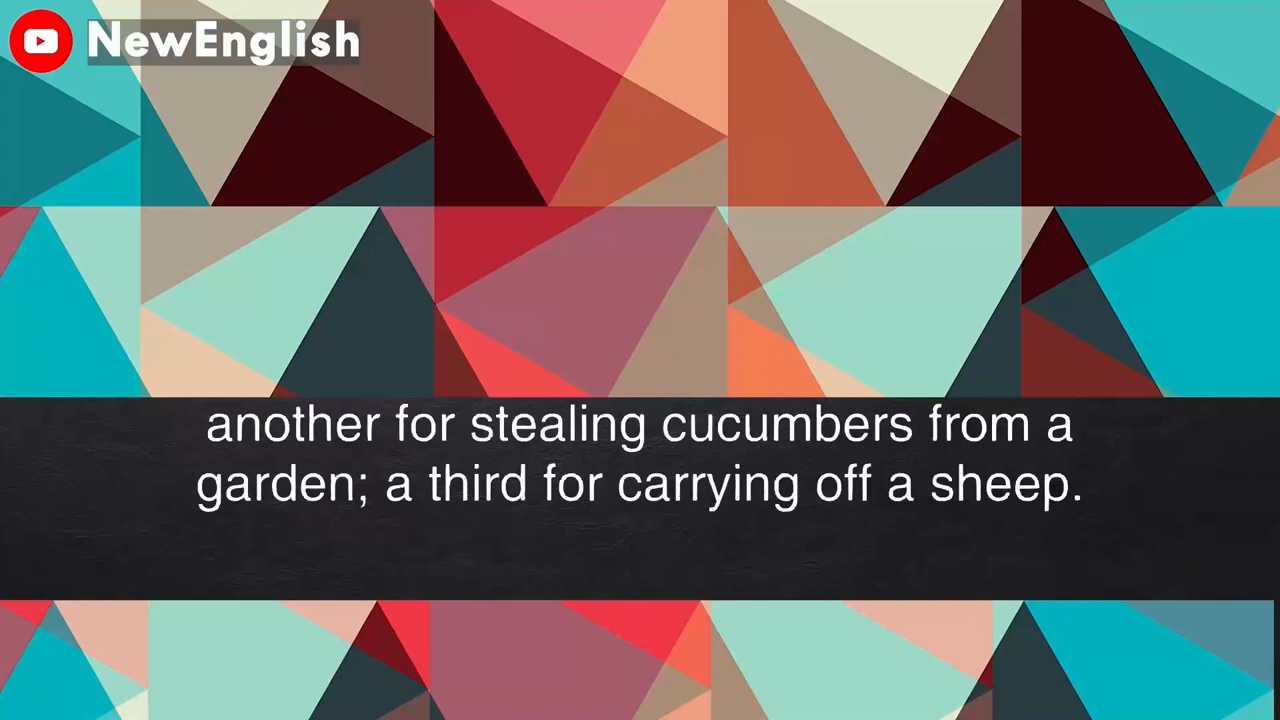 NewEnglish
another for stealing cucumbers from a
garden; a third for carrying off a sheep.